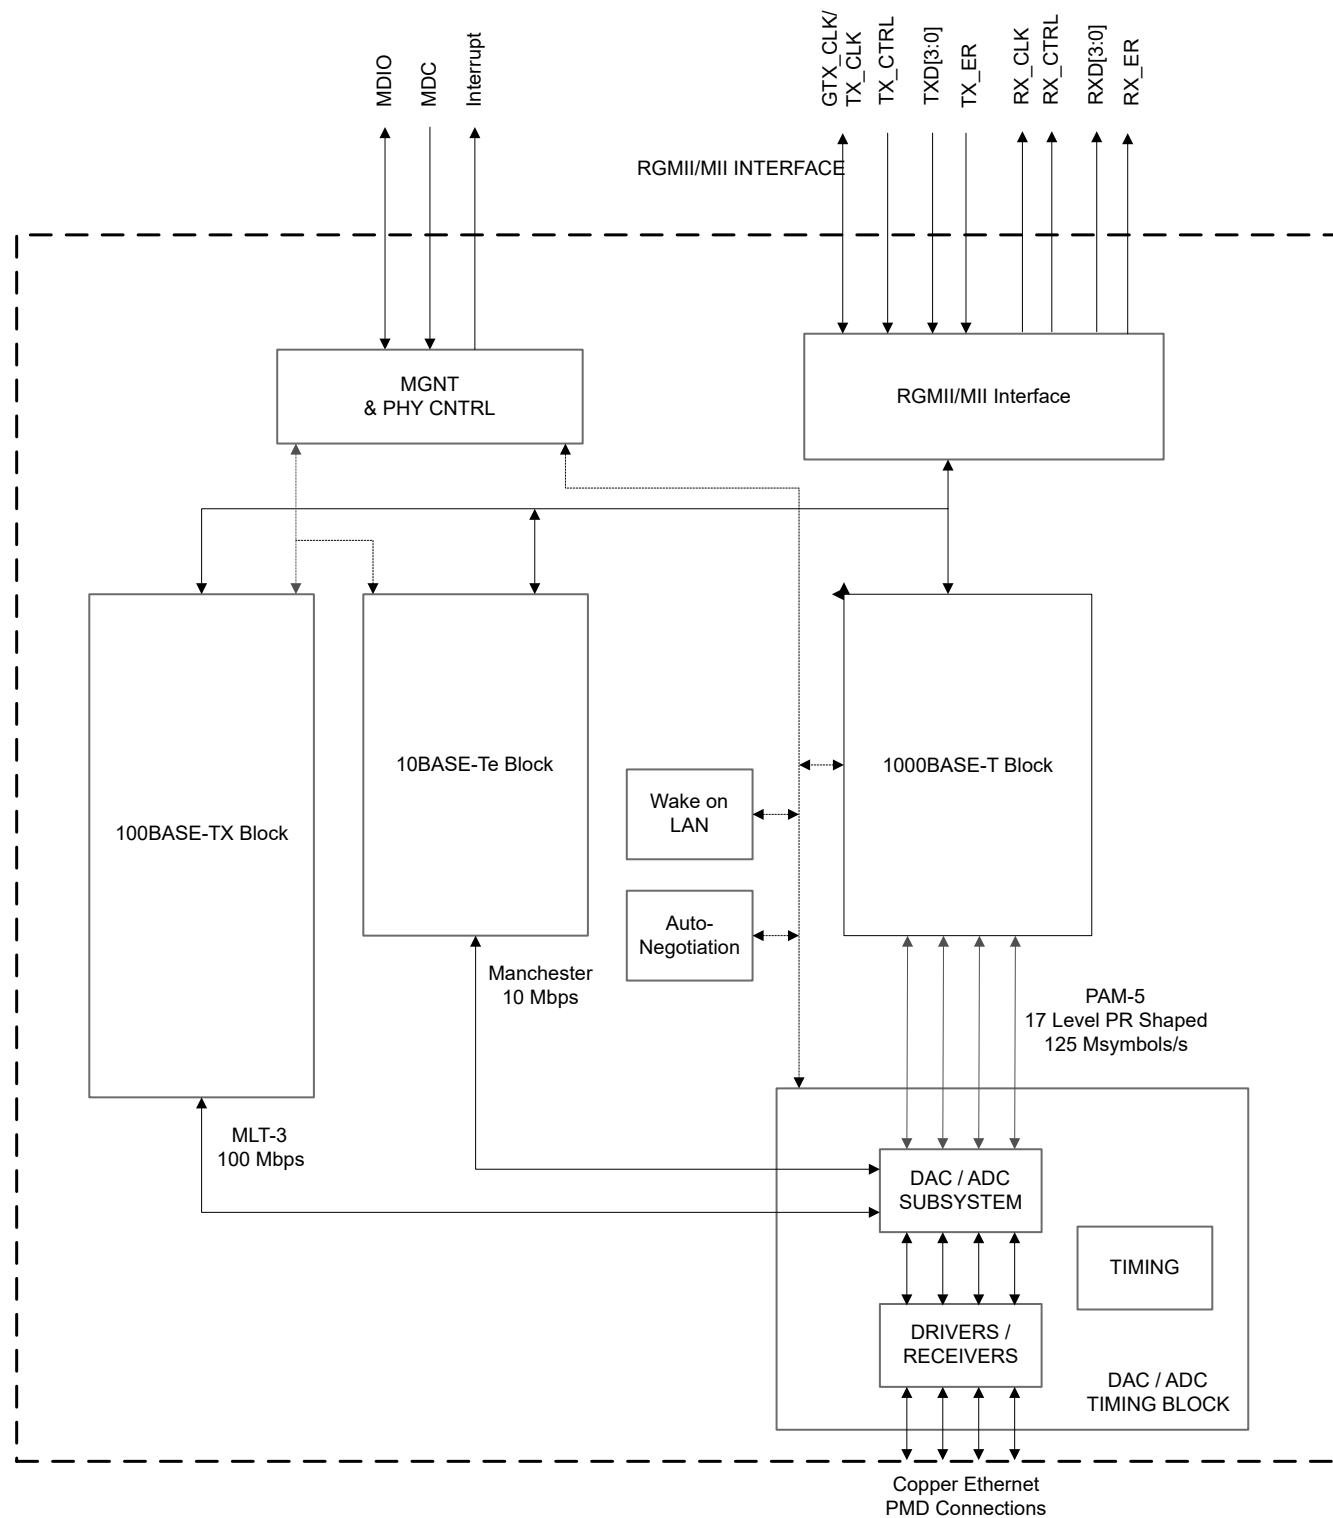 MDIO
MDC
Interrupt
GTX_CLK/
TX_CLK
TX_CTRL
TXD[3:0]
TX_ER
RX_CLK
RX_CTRL
RXD[3:0]
RX_ER
RGMII/MII INTERFACE
MGNT
& PHY CNTRL
RGMII/MII Interface
100BASE-TX Block
10BASE-Te Block
1000BASE-T Block
Wake on
LAN
Auto-
Negotiation
Manchester
10 Mbps
PAM-5
17 Level PR Shaped
125 Msymbols/s
MLT-3
100 Mbps
DAC / ADC
SUBSYSTEM
TIMING
DRIVERS /
RECEIVERS
DAC / ADC
TIMING BLOCK
Copper Ethernet
PMD Connections